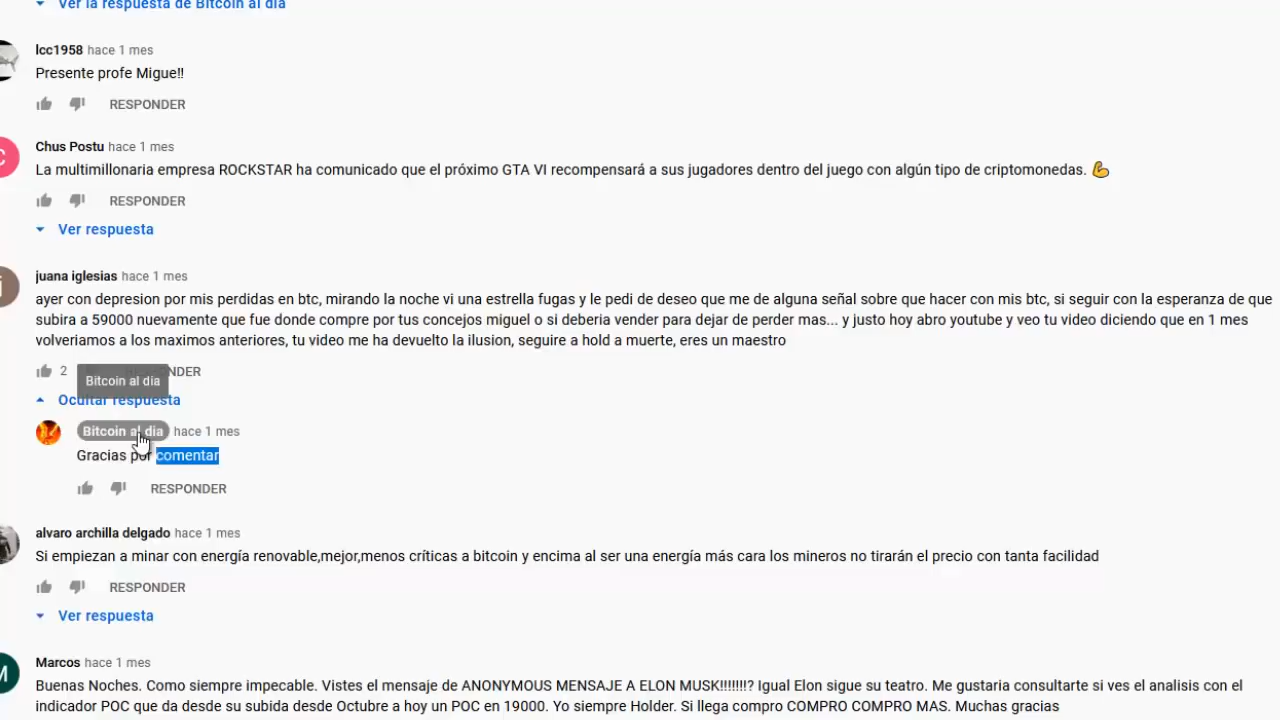 Ver la respuesta de Bitcoin al día
lcc1958 hace 1 mes
Presente profe Migue!!
RESPONDER
Chus Postu hace 1 mes
La multimillonaria empresa ROCKSTAR ha comunicado que el próximo GTA VI recompensará a sus jugadores dentro del juego con algún tipo de criptomonedas. 💪
RESPONDER
Ver respuesta
juana iglesias hace 1 mes
ayer con depresion por mis perdidas en btc, mirando la noche vi una estrella fugas y le pedi de deseo que me de alguna señal sobre que hacer con mis btc, si seguir con la esperanza de que
subira a 59000 nuevamente que fue donde compre por tus concejos miguel o si deberia vender para dejar de perder mas... y justo hoy abro youtube y veo tu video diciendo que en 1 mes
volveriamos a los maximos anteriores, tu video me ha devuelto la ilusion, seguire a hold a muerte, eres un maestro
2 RESPONDER
Bitcoin al día
Ocultar respuesta
Bitcoin al día hace 1 mes
Gracias por comentar
RESPONDER
alvaro archilla delgado hace 1 mes
Si empiezan a minar con energía renovable,mejor,menos críticas a bitcoin y encima al ser una energía más cara los mineros no tirarán el precio con tanta facilidad
RESPONDER
Ver respuesta
M
Marcos hace 1 mes
Buenas Noches. Como siempre impecable. Vistes el mensaje de ANONYMOUS MENSAJE A ELON MUSK!!!!!!!? Igual Elon sigue su teatro. Me gustaria consultarte si ves el analisis con el
indicador POC que da desde su subida desde Octubre a hoy un POC en 19000. Yo siempre Holder. Si llega compro COMPRO COMPRO MAS. Muchas gracias